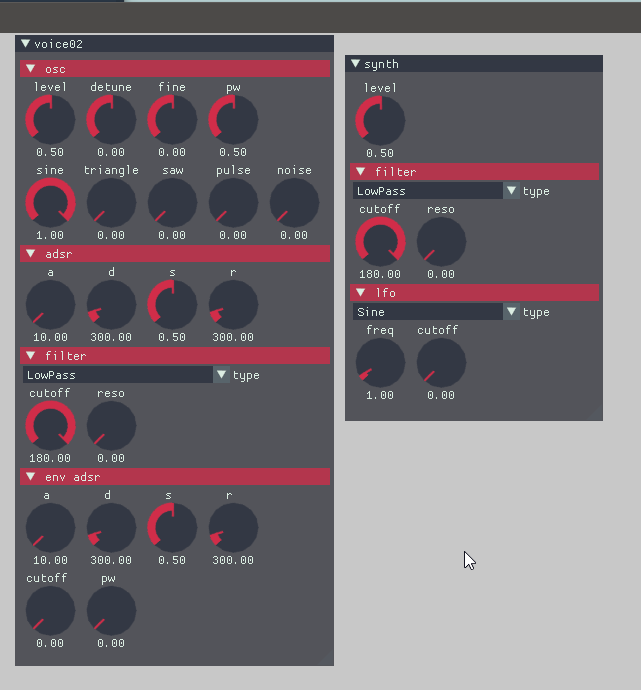 voice02
osc
level detune fine pw
0.50 0.00 0.00 0.50
sine triangle saw pulse noise
1.00 0.00 0.00 0.00 0.00
adsr
a d s r
10.00 300.00 0.50 300.00
filter
LowPass type
cutoff reso
180.00 0.00
env adsr
a d s r
10.00 300.00 0.50 300.00
cutoff pw
0.00 0.00
synth
level
0.50
filter
LowPass type
cutoff reso
180.00 0.00
lfo
Sine type
freq cutoff
1.00 0.00